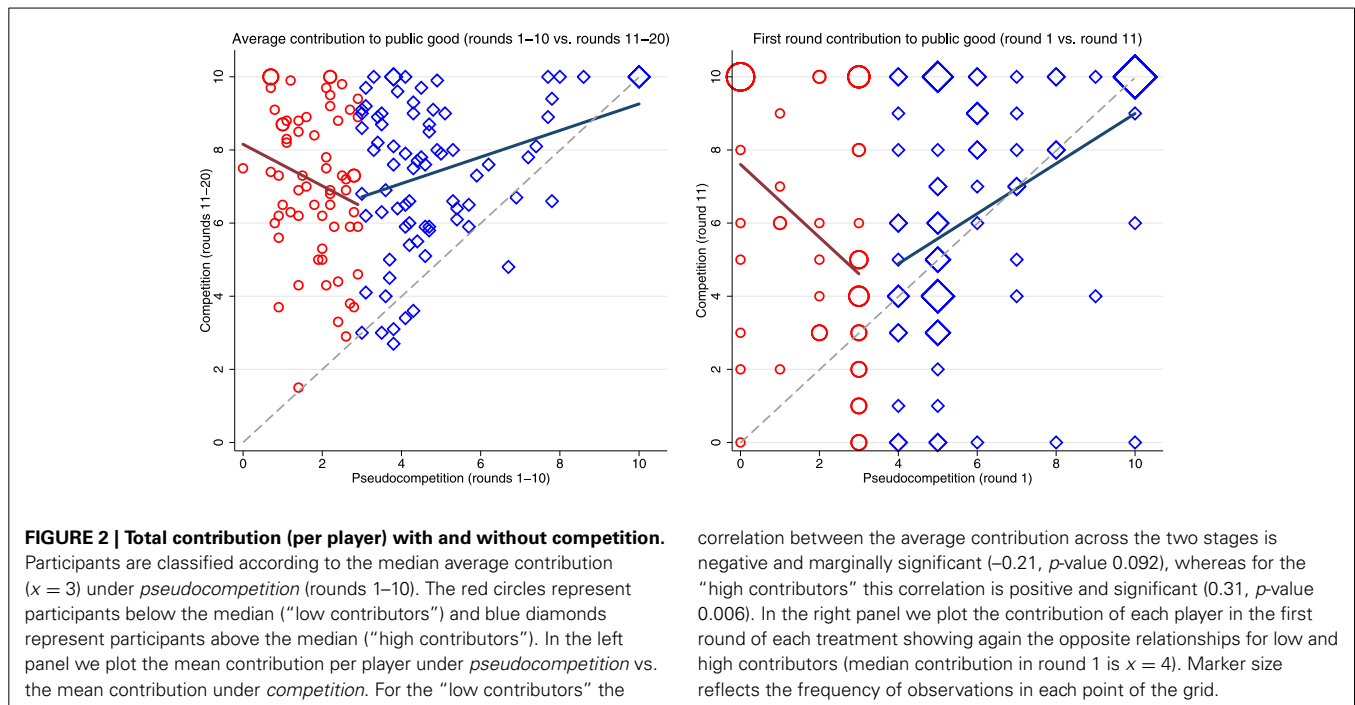 Average contribution to public good (rounds 1–10 vs. rounds 11–20)
Competition (rounds 11–20)
10
8
6
4
2
0
0 2 4 6 8 10
Pseudocompetition (rounds 1–10)
First round contribution to public good (round 1 vs. round 11)
Competition (round 11)
10
8
6
4
2
0
0 2 4 6 8 10
Pseudocompetition (round 1)
FIGURE 2 | Total contribution (per player) with and without competition.
Participants are classified according to the median average contribution
(x = 3) under pseudocompetition (rounds 1–10). The red circles represent
participants below the median (“low contributors”) and blue diamonds
represent participants above the median (“high contributors”). In the left
panel we plot the mean contribution per player under pseudocompetition vs.
the mean contribution under competition. For the “low contributors” the
correlation between the average contribution across the two stages is
negative and marginally significant (–0.21, p-value 0.092), whereas for the
“high contributors” this correlation is positive and significant (0.31, p-value
0.006). In the right panel we plot the contribution of each player in the first
round of each treatment showing again the opposite relationships for low and
high contributors (median contribution in round 1 is x = 4). Marker size
reflects the frequency of observations in each point of the grid.